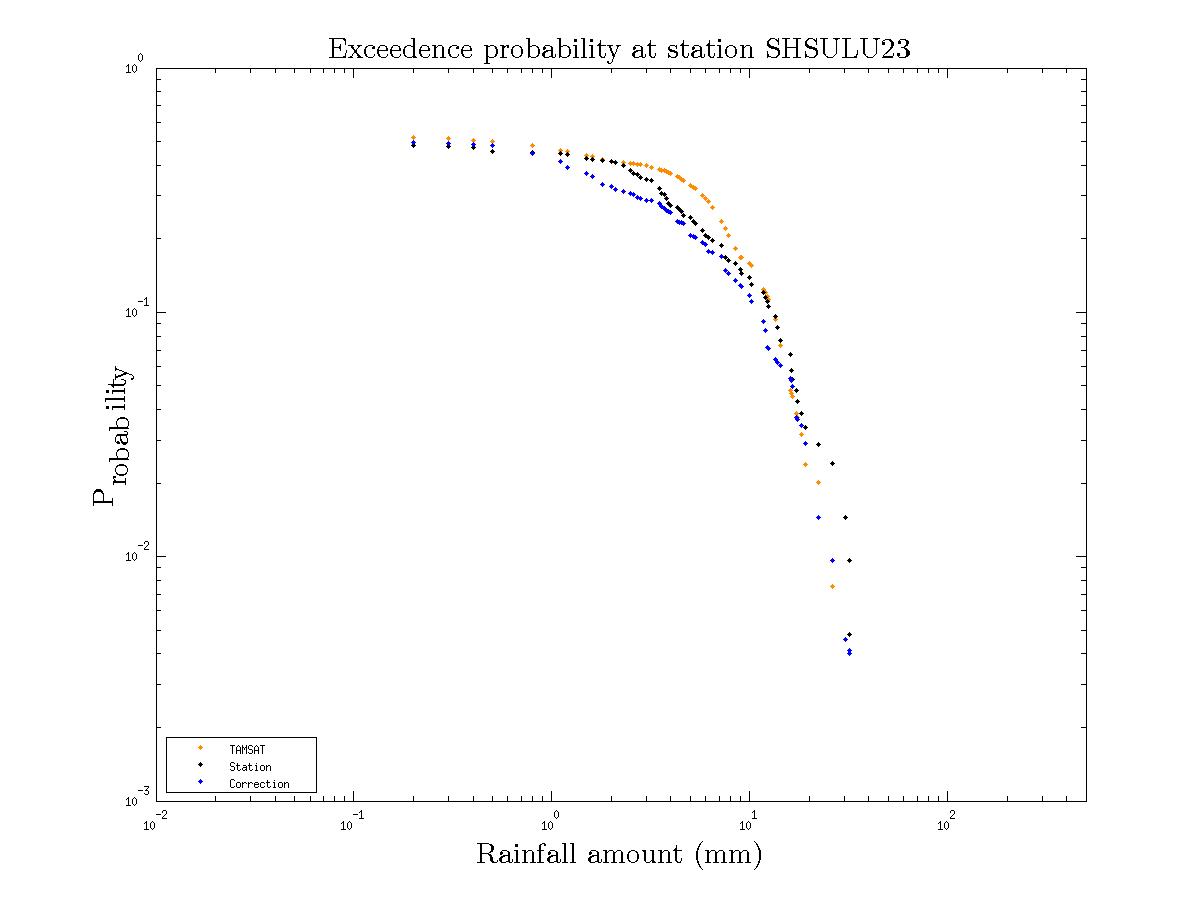 Exceedence probability at station SHSULU23
10^0
10^-1
10^-2
10^-3
Probability
TAMSAT
Station
Correction
10^-2 10^-1 10^0 10^1 10^2
Rainfall amount (mm)